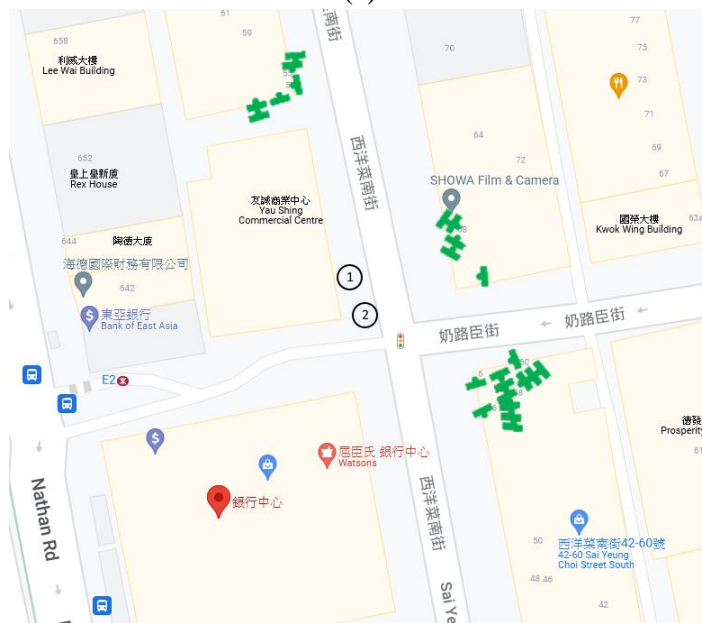 61
59
658
利威大樓
Lee Wai Building
77
75
73
71
69
67
70
64
72
西洋菜南街
652
皇上皇新廈
Rex House
SHOWA Film & Camera
68
友誠商業中心
Yau Shing
Commercial Centre
國榮大樓
Kwok Wing Building
63a
644
陶德大廈
海德國際財務有限公司
642
東亞銀行
Bank of East Asia
西洋菜南街
1
2
奶路臣街
奶路臣街
E2
6
60
58
屈臣氏 銀行中心
Watsons
銀行中心
Nathan Rd
西洋菜南街
Sai Ye
Prosperity
61
50
48 46
42
西洋菜南街42-60號
42-60 Sai Yeung
Choi Street South